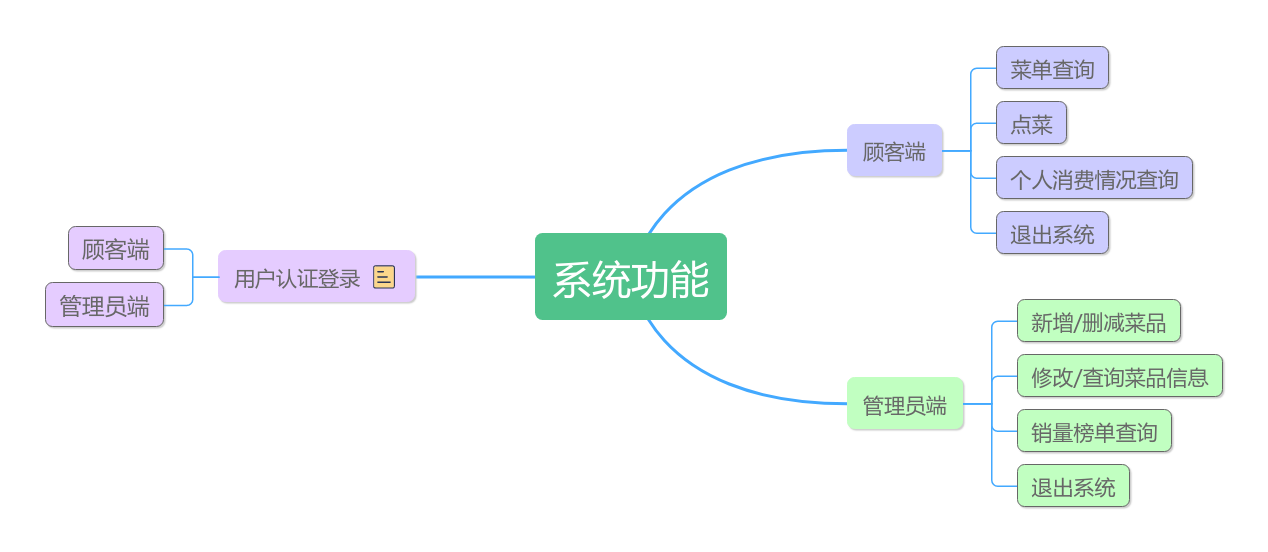 系统功能
用户认证登录
顾客端
管理员端
顾客端
菜单查询
点菜
个人消费情况查询
退出系统
管理员端
新增/删减菜品
修改/查询菜品信息
销量榜单查询
退出系统